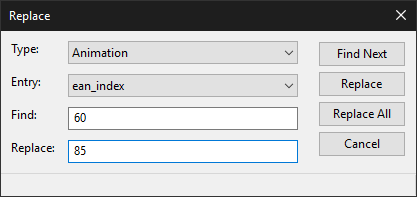 Replace
Type: Animation Find Next
Entry: ean_index Replace
Find: 60 Replace All
Replace: 85 Cancel